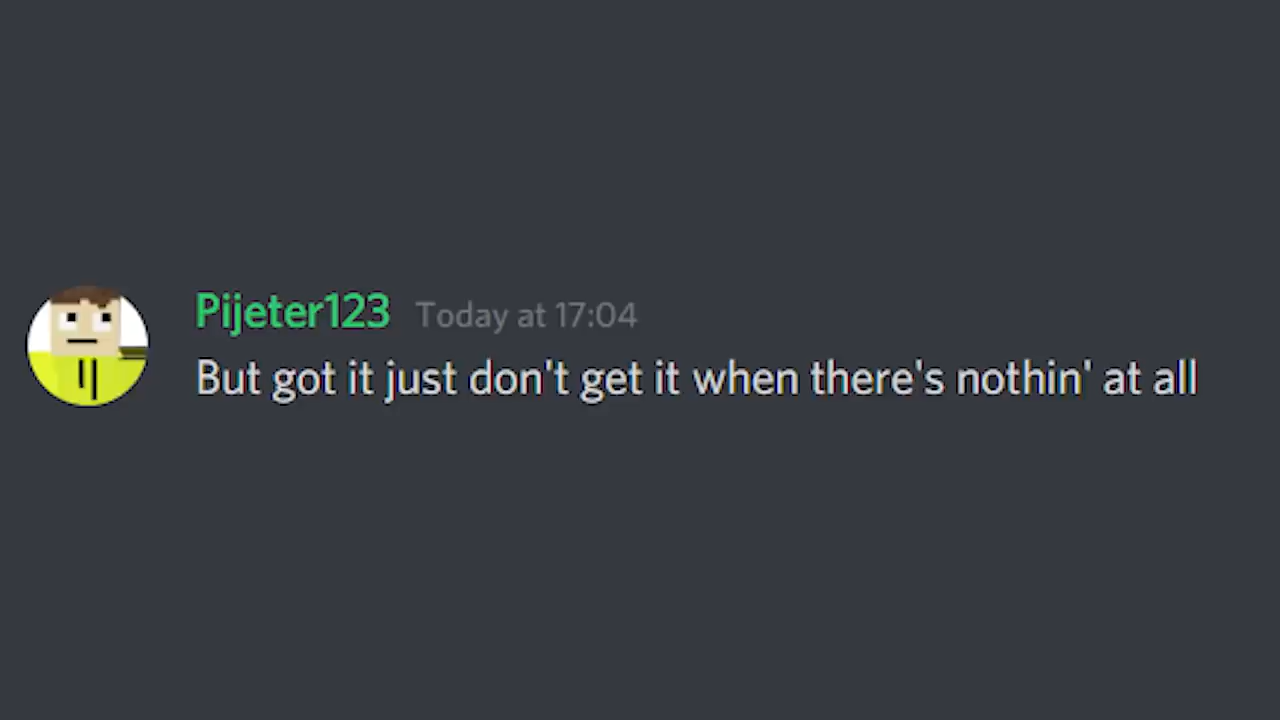 Pijeter123 Today at 17:04
But got it just don't get it when there's nothin' at all